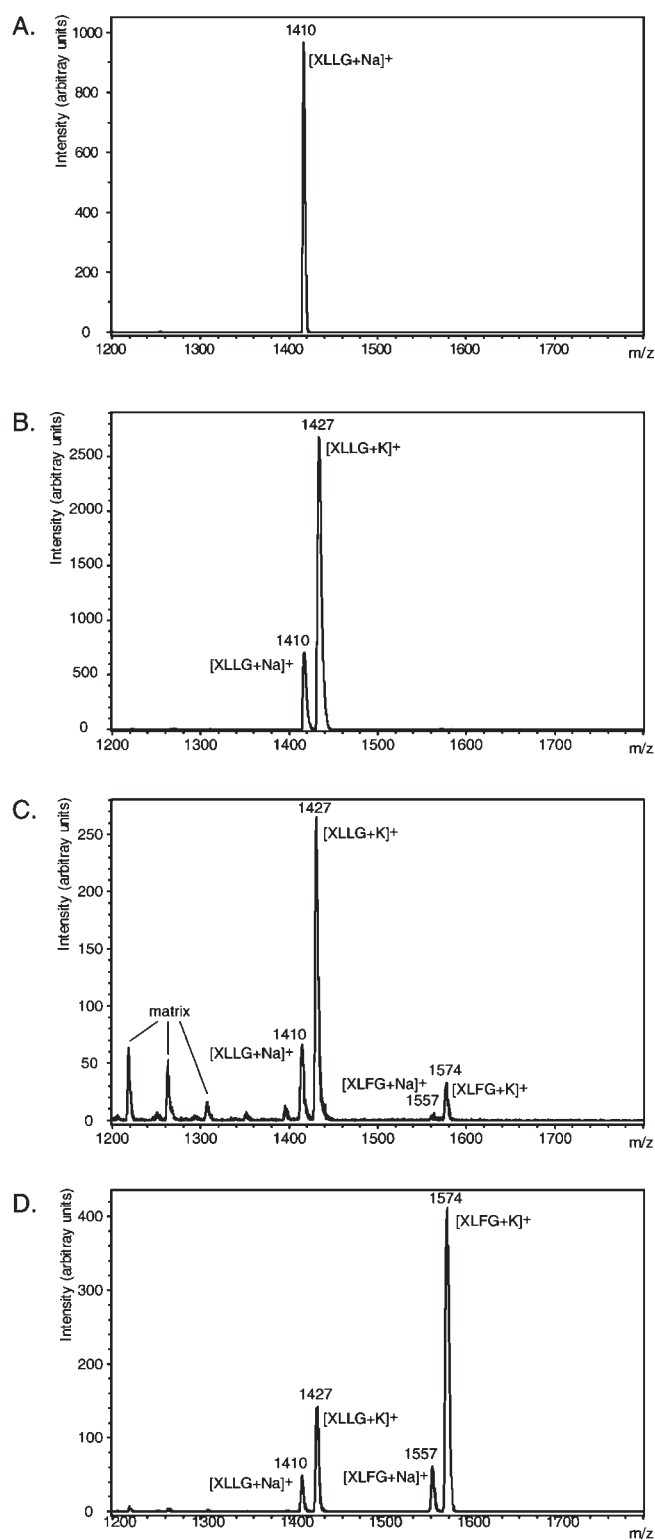 A.
Intensity (arbitray units)
1000
800
600
400
200
0
1410
[XLLG+Na]+
1200 1300 1400 1500 1600 1700 m/z
B.
Intensity (arbitray units)
2500
2000
1500
1000
500
0
1427
[XLLG+K]+
1410
[XLLG+Na]+
1200 1300 1400 1500 1600 1700 m/z
C.
Intensity (arbitray units)
250
200
150
100
50
0
1427
[XLLG+K]+
matrix
1410
[XLLG+Na]+
1574
[XLFG+Na]+
[XLFG+K]+
1557
1200 1300 1400 1500 1600 1700 m/z
D.
Intensity (arbitray units)
400
300
200
100
0
1574
[XLFG+K]+
1427
[XLLG+K]+
1410
[XLLG+Na]+
1557
[XLFG+Na]+
1200 1300 1400 1500 1600 1700 m/z